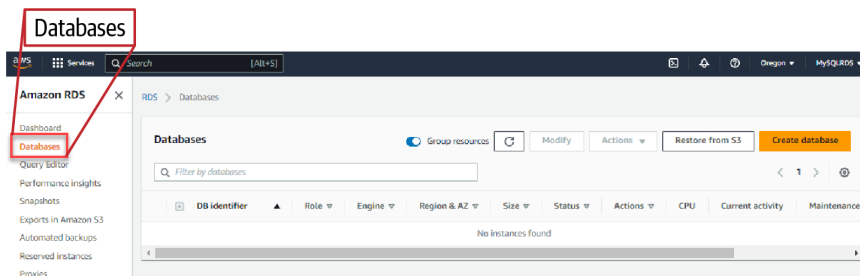 Databases
aws Services Search [Alt+S] Oregon MySQLRDS
Amazon RDS
RDS > Databases
Dashboard
Databases
Query Editor
Performance insights
Snapshots
Exports in Amazon S3
Automated backups
Reserved instances
Proxies
Databases Group resources Modify Actions Restore from S3 Create database
Filter by databases < 1 >
DB identifier Role Engine Region & AZ Size Status Actions CPU Current activity Maintenance
No instances found